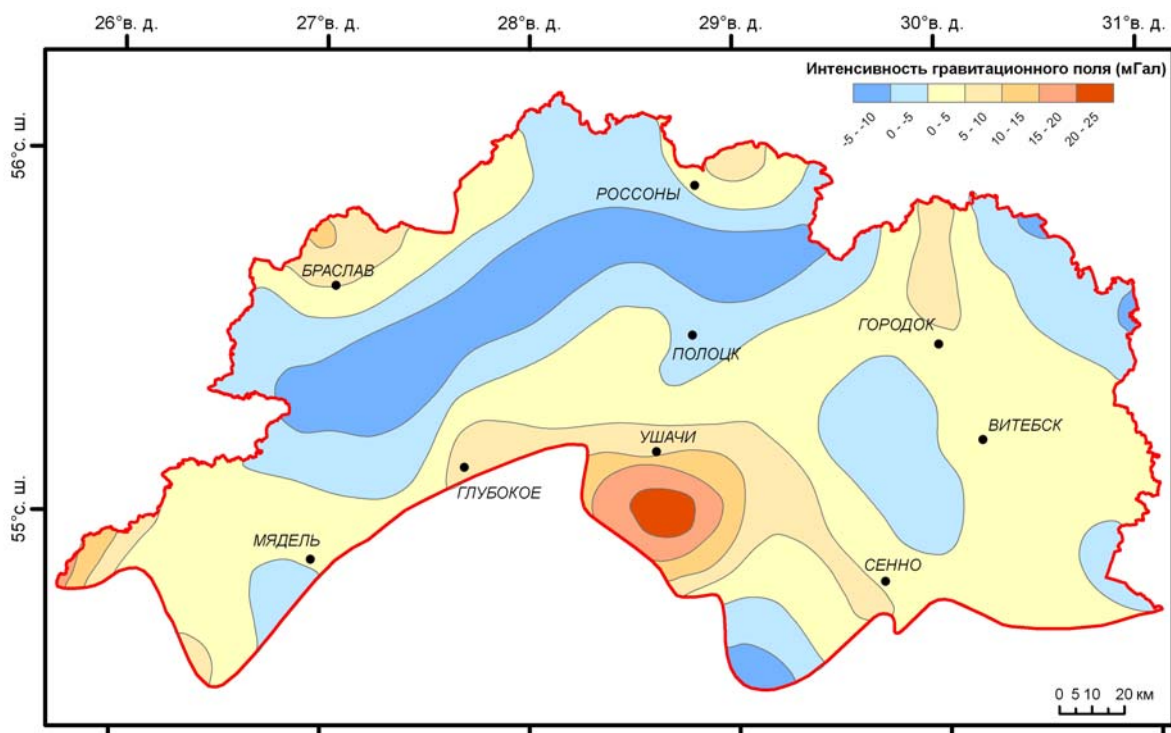 26°в. д. 27°в. д. 28°в. д. 29°в. д. 30°в. д. 31°в. д.
Интенсивность гравитационного поля (мГал)
-5 - -10 0 - -5 0 - 5 5 - 10 10 - 15 15 - 20 20 - 25
56°с. ш.
РОССОНЫ
БРАСЛАВ
ГОРОДОК
ПОЛОЦК
ВИТЕБСК
УШАЧИ
ГЛУБОКОЕ
55°с. ш.
МЯДЕЛЬ
СЕННО
0 5 10 20 км